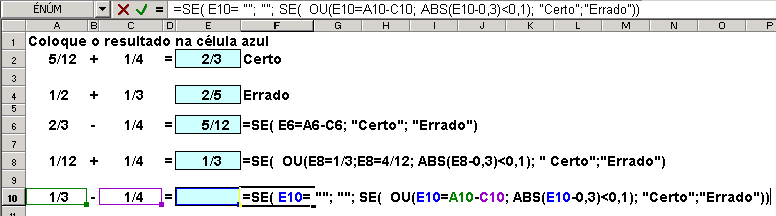 ÉNÚM =SE( E10= ""; ""; SE( OU(E10=A10-C10; ABS(E10-0,3)<0,1); "Certo";"Errado"))
A B C D E F G H I J K L M N O P
1 Coloque o resultado na célula azul
2 5/12 + 1/4 = 2/3 Certo
3
4 1/2 + 1/3 = 2/5 Errado
5
6 2/3 - 1/4 = 5/12 =SE( E6=A6-C6; "Certo"; "Errado")
7
8 1/12 + 1/4 = 1/3 =SE( OU(E8=1/3;E8=4/12; ABS(E8-0,3)<0,1); " Certo";"Errado")
9
10 1/3 - 1/4 = =SE( E10= ""; ""; SE( OU(E10=A10-C10; ABS(E10-0,3)<0,1); "Certo";"Errado"))